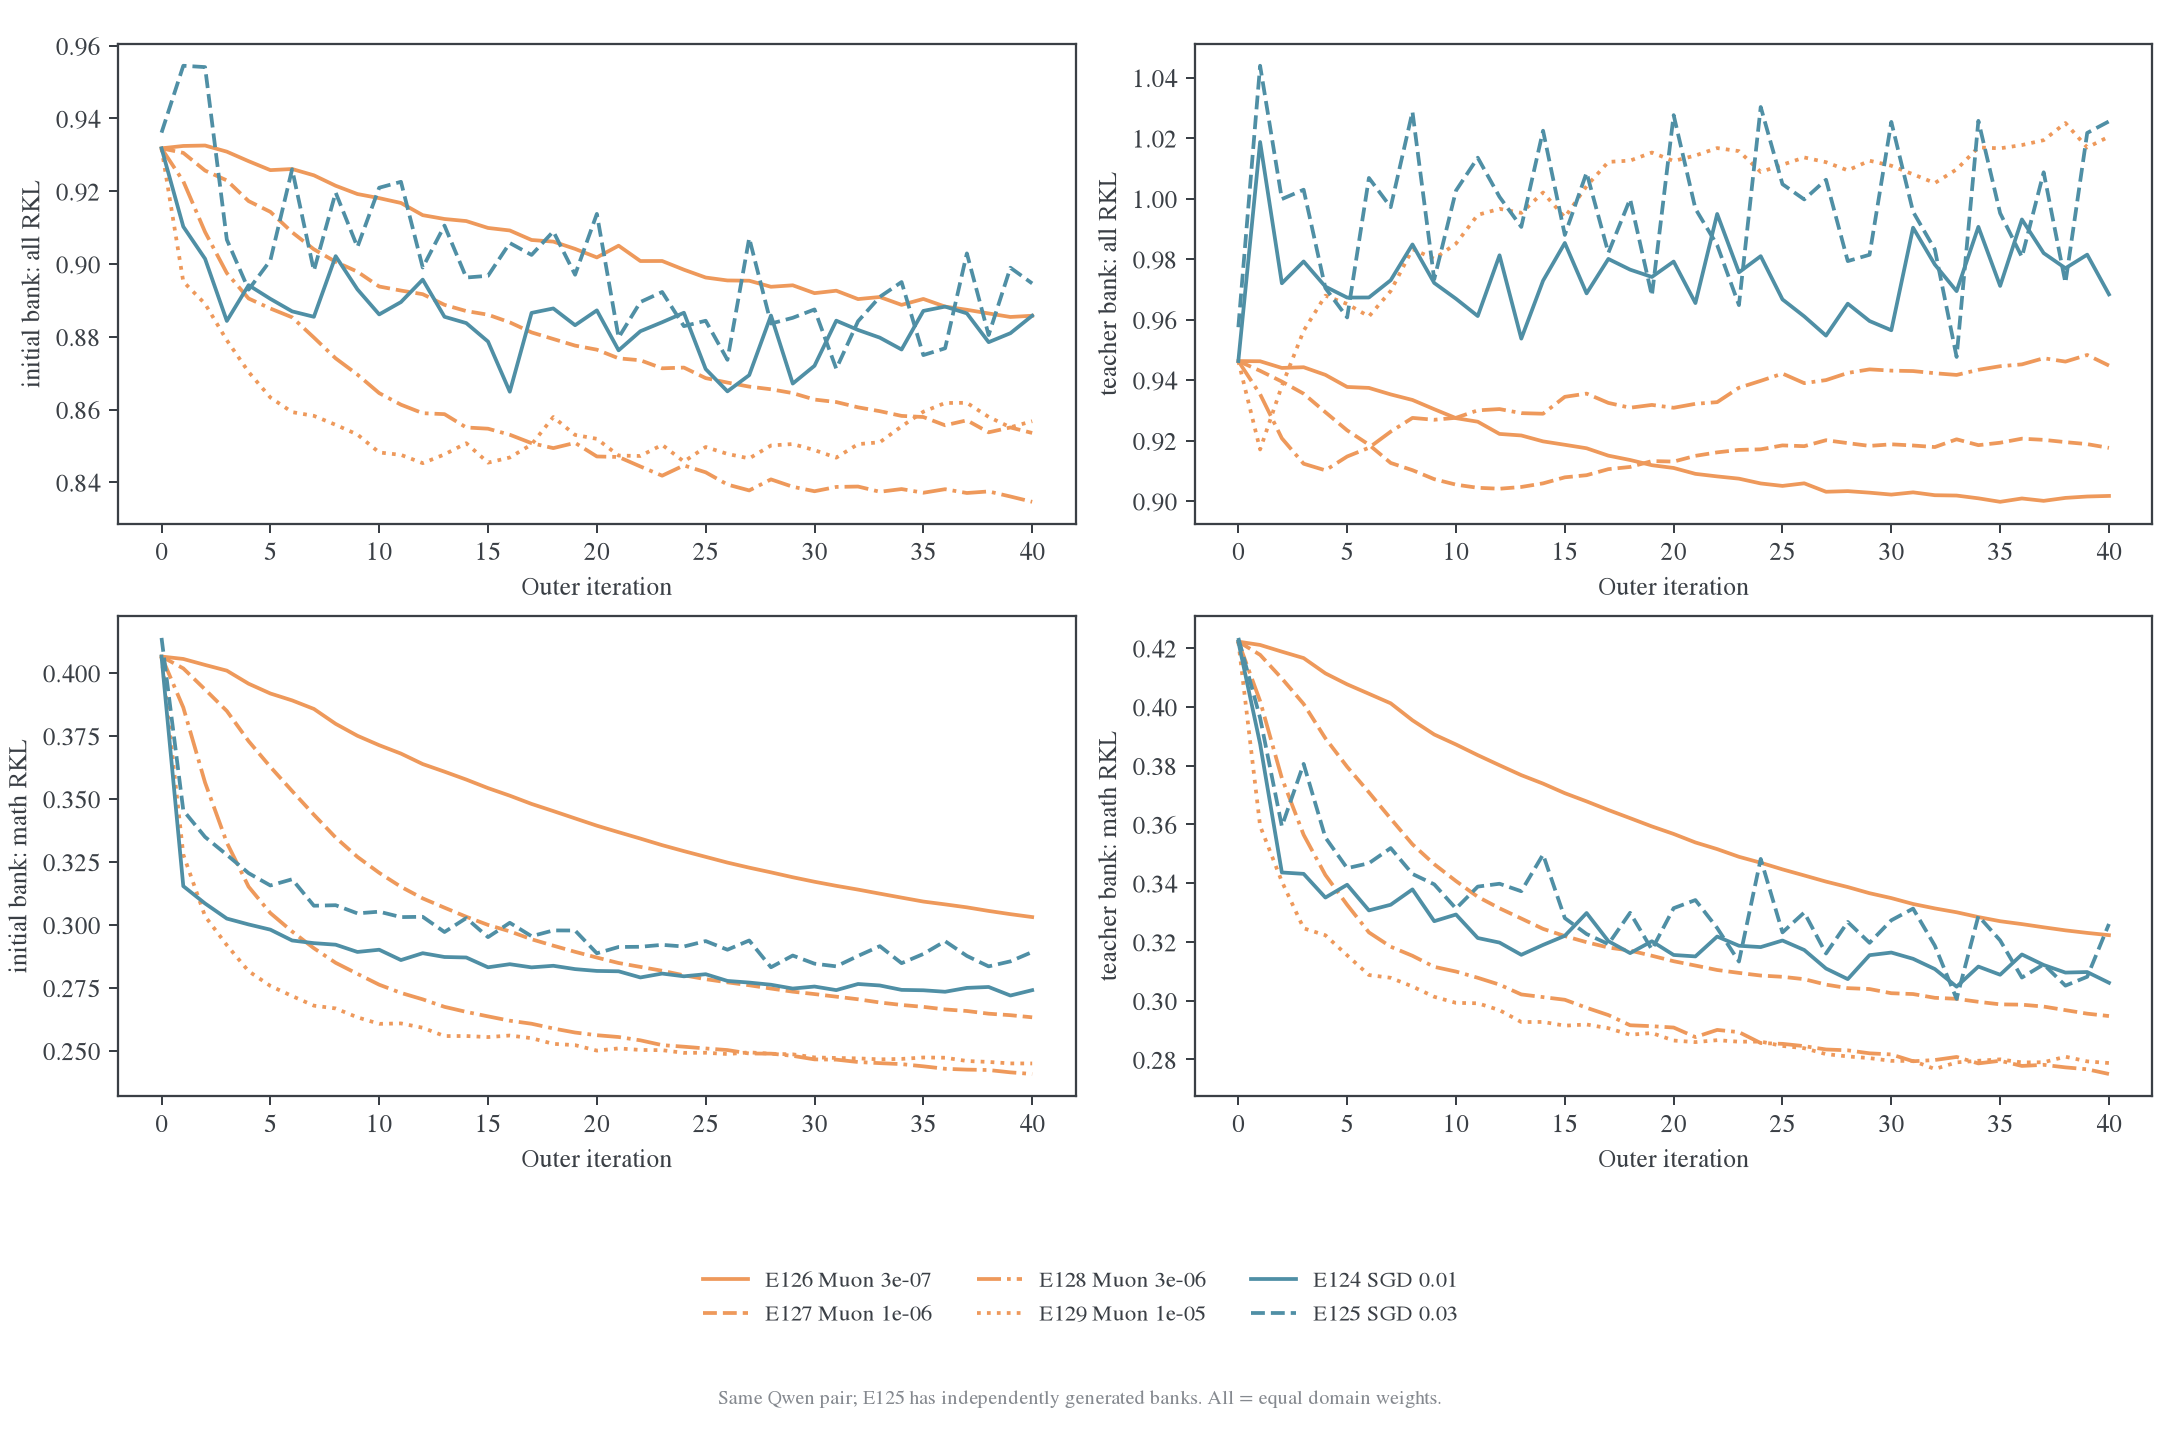 initial bank: all RKL
0.96
0.94
0.92
0.90
0.88
0.86
0.84
0 5 10 15 20 25 30 35 40
Outer iteration
teacher bank: all RKL
1.04
1.02
1.00
0.98
0.96
0.94
0.92
0.90
0 5 10 15 20 25 30 35 40
Outer iteration
initial bank: math RKL
0.400
0.375
0.350
0.325
0.300
0.275
0.250
0 5 10 15 20 25 30 35 40
Outer iteration
teacher bank: math RKL
0.42
0.40
0.38
0.36
0.34
0.32
0.30
0.28
0 5 10 15 20 25 30 35 40
Outer iteration
E126 Muon 3e-07 E128 Muon 3e-06 E124 SGD 0.01
E127 Muon 1e-06 E129 Muon 1e-05 E125 SGD 0.03
Same Qwen pair; E125 has independently generated banks. All = equal domain weights.